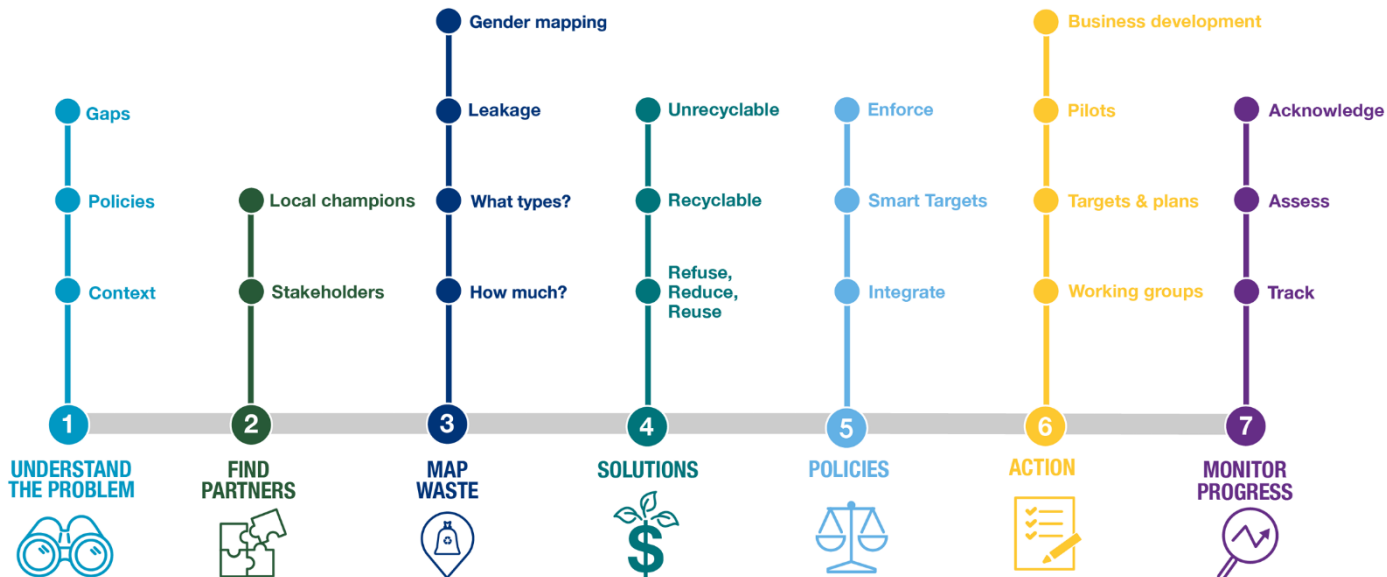 Gender mapping
Business development
Gaps
Leakage
Unrecyclable
Enforce
Pilots
Acknowledge
Policies
Local champions
What types?
Recyclable
Smart Targets
Targets & plans
Assess
Context
Stakeholders
How much?
Refuse,
Reduce,
Reuse
Integrate
Working groups
Track
1
2
3
4
5
6
7
UNDERSTAND
THE PROBLEM
FIND
PARTNERS
MAP
WASTE
SOLUTIONS
POLICIES
ACTION
MONITOR
PROGRESS
$